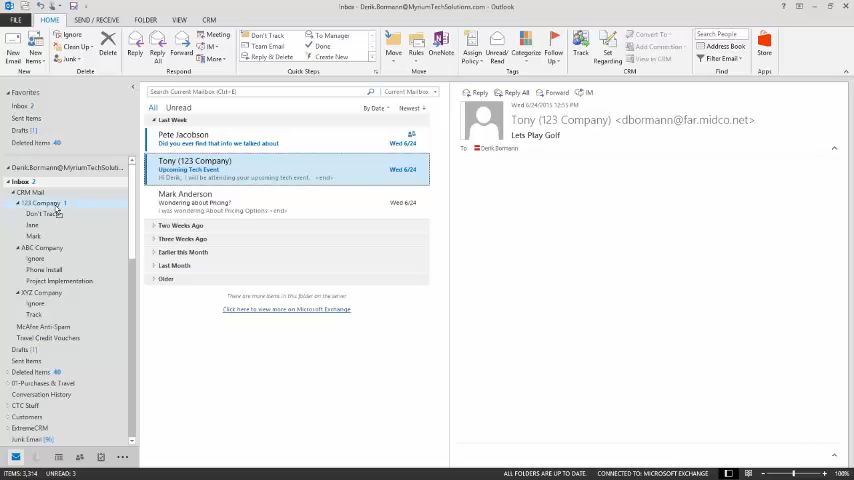 Inbox - Derik.Bormann@MyriumTechSolutions.com - Outlook
FILE HOME SEND / RECEIVE FOLDER VIEW CRM
New Email New Items
Ignore
Clean Up
Junk
Delete
Reply Reply All Forward
Meeting
IM
More
Don't Track
Team Email
Reply & Delete
To Manager
Done
Create New
Move Rules OneNote
Assign Policy Unread/ Read Categorize Follow Up
Track Set Regarding
Convert To
Add Connection
View in CRM
Search People
Address Book
Filter Email
Store
New Delete Respond Quick Steps Move Tags CRM Find Apps
Favorites
Inbox 2
Sent Items
Drafts [1]
Deleted Items 40
Derik.Bormann@MyriumTechSoluti...
Inbox 2
CRM Mail
123 Company 1
Don't Track
Jane
Mark
ABC Company
Ignore
Phone Install
Project Implementation
XYZ Company
Ignore
Track
McAfee Anti-Spam
Travel Credit Vouchers
Drafts [1]
Sent Items
Deleted Items 40
01-Purchases & Travel
Conversation History
CTC Stuff
Customers
ExtremeCRM
Junk Email [96]
Search Current Mailbox (Ctrl+E) Current Mailbox
All Unread By Date Newest
Last Week
Pete Jacobson
Did you ever find that info we talked about Wed 6/24
Tony (123 Company)
Upcoming Tech Event Wed 6/24
Hi Derik, I will be attending your upcoming tech event. <end>
Mark Anderson
Wondering about Pricing? Wed 6/24
I was wondering About Pricing Options <end>
Two Weeks Ago
Three Weeks Ago
Earlier this Month
Last Month
Older
There are more items in this folder on the server
Click here to view more on Microsoft Exchange
Reply Reply All Forward IM
Wed 6/24/2015 12:55 PM
Tony (123 Company) <dbormann@far.midco.net>
Lets Play Golf
To Derik Bormann
ITEMS: 3,314 UNREAD: 3 ALL FOLDERS ARE UP TO DATE. CONNECTED TO: MICROSOFT EXCHANGE 100%